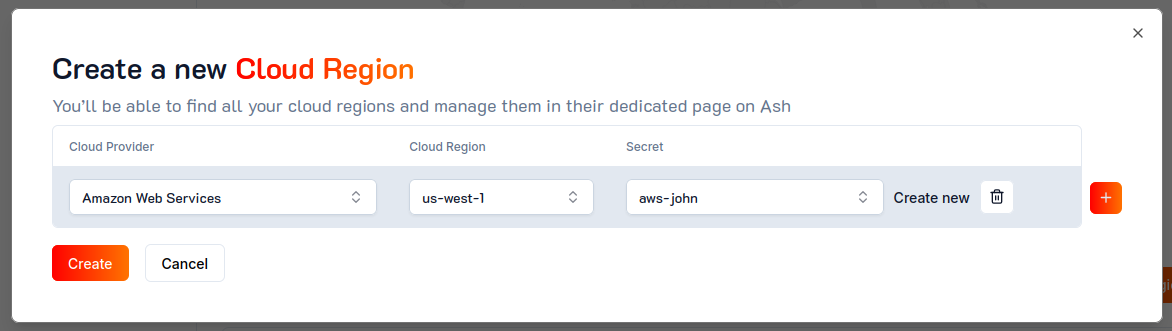 Create a new Cloud Region
You'll be able to find all your cloud regions and manage them in their dedicated page on Ash
Cloud Provider Cloud Region Secret
Amazon Web Services us-west-1 aws-john Create new
Create Cancel